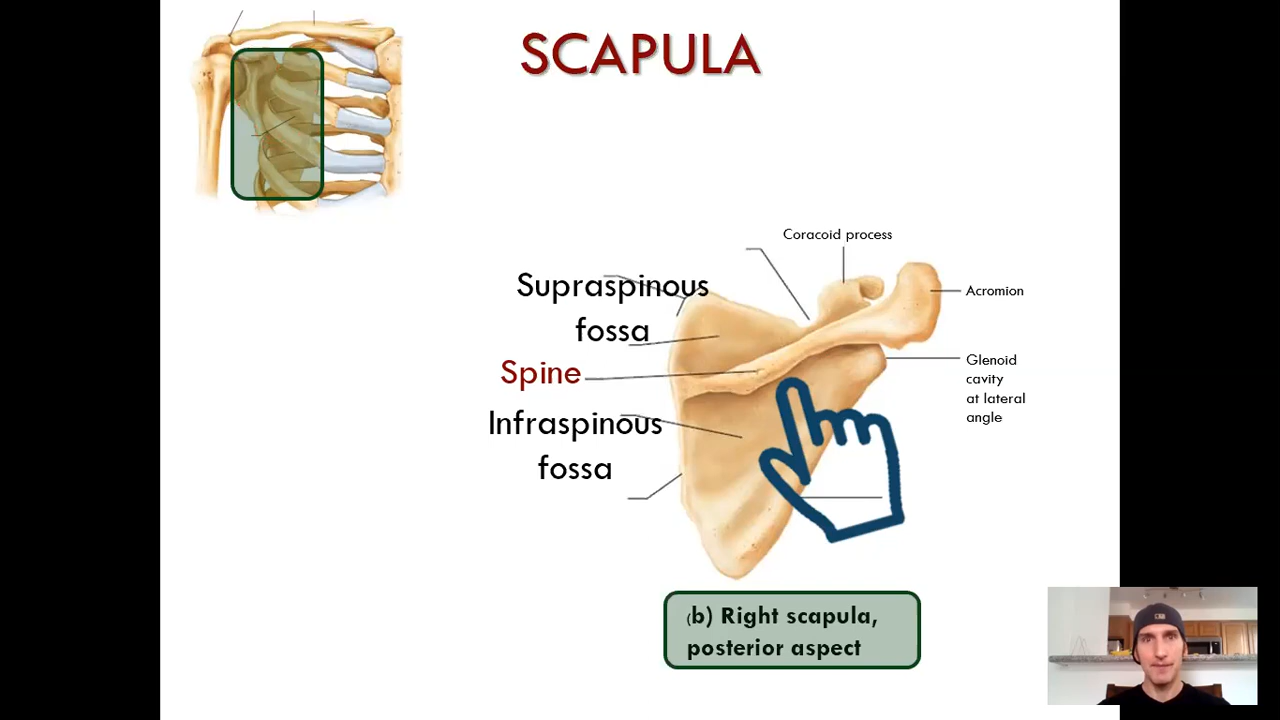 SCAPULA
Coracoid process
Supraspinous
fossa
Acromion
Spine
Glenoid
cavity
at lateral
angle
Infraspinous
fossa
(b) Right scapula,
posterior aspect